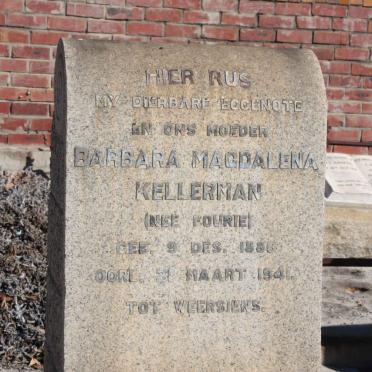 HIER RUS
MY DIERBARE EGGENOTE
EN ONS MOEDER
BARBARA MAGDALENA
KELLERMAN
(NEE FOURIE)
GEB. 9 DES. 1886
OORL. MAART 1941.
TOT WEERSIENS.